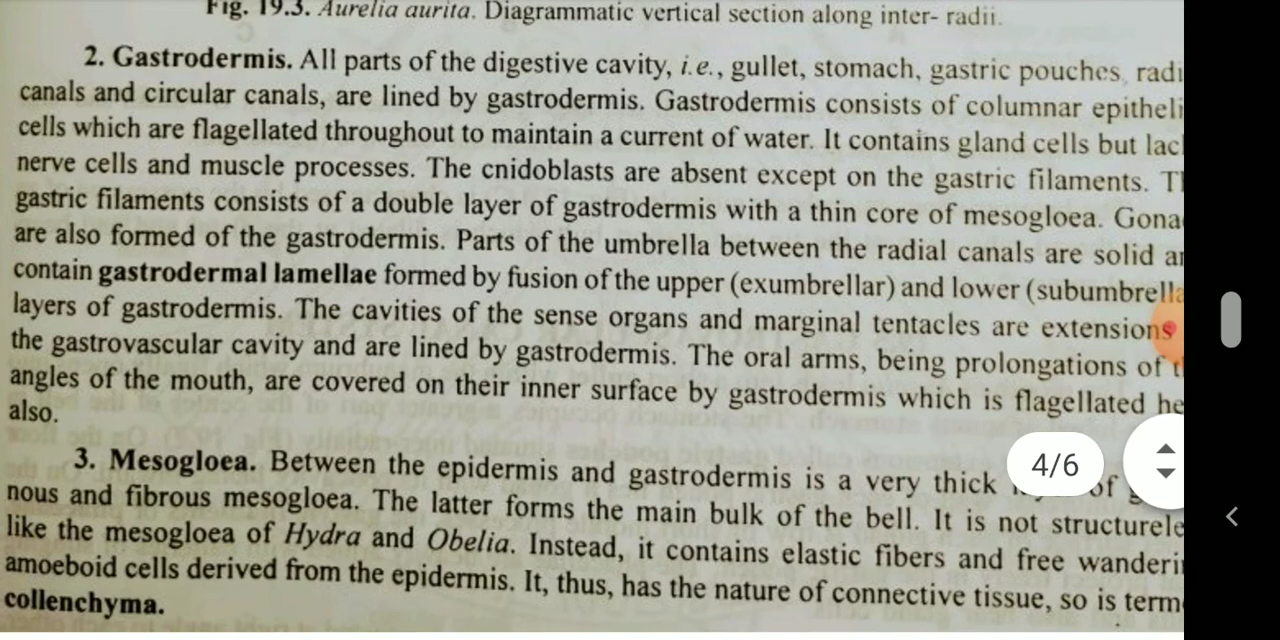 Fig. 19.3. Aurelia aurita. Diagrammatic vertical section along inter- radii.
2. Gastrodermis. All parts of the digestive cavity, i.e., gullet, stomach, gastric pouches, radi
canals and circular canals, are lined by gastrodermis. Gastrodermis consists of columnar epitheli
cells which are flagellated throughout to maintain a current of water. It contains gland cells but lac
nerve cells and muscle processes. The cnidoblasts are absent except on the gastric filaments. T
gastric filaments consists of a double layer of gastrodermis with a thin core of mesogloea. Gona
are also formed of the gastrodermis. Parts of the umbrella between the radial canals are solid a
contain gastrodermal lamellae formed by fusion of the upper (exumbrellar) and lower (subumbrella
layers of gastrodermis. The cavities of the sense organs and marginal tentacles are extensions
the gastrovascular cavity and are lined by gastrodermis. The oral arms, being prolongations of t
angles of the mouth, are covered on their inner surface by gastrodermis which is flagellated he
also.
3. Mesogloea. Between the epidermis and gastrodermis is a very thick of g
4/6
nous and fibrous mesogloea. The latter forms the main bulk of the bell. It is not structurele
like the mesogloea of Hydra and Obelia. Instead, it contains elastic fibers and free wanderi
amoeboid cells derived from the epidermis. It, thus, has the nature of connective tissue, so is term
collenchyma.